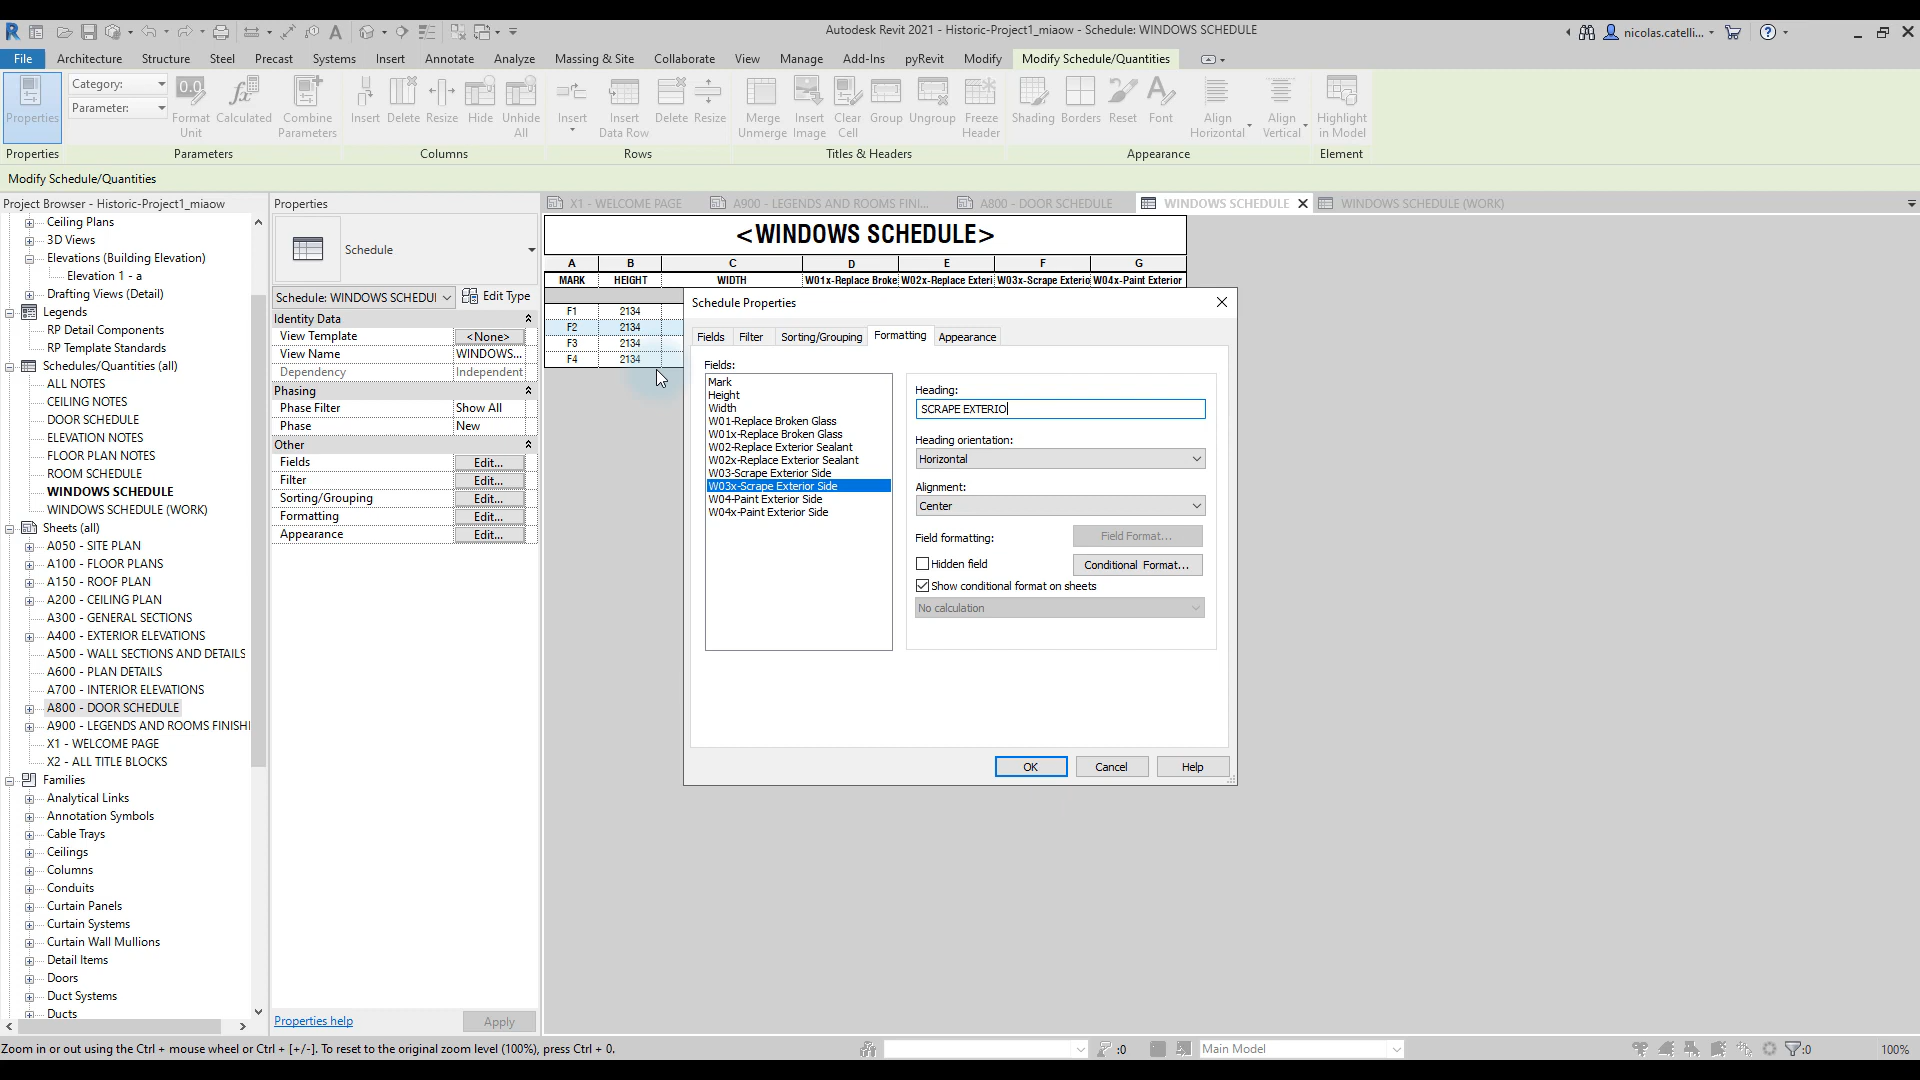 Autodesk Revit 2021 - Historic-Project1_miaow - Schedule: WINDOWS SCHEDULE
nicolas.catelli...
File Architecture Structure Steel Precast Systems Insert Annotate Analyze Massing & Site Collaborate View Manage Add-Ins pyRevit Modify Modify Schedule/Quantities
Properties
Category:
Parameter:
Format Unit
Calculated
Combine Parameters
Insert
Delete
Resize
Hide
Unhide All
Insert
Insert Data Row
Delete
Resize
Merge Unmerge
Insert Image
Clear Cell
Group
Ungroup
Freeze Header
Shading
Borders
Reset
Font
Align Horizontal
Align Vertical
Highlight in Model
Properties Parameters Columns Rows Titles & Headers Appearance Element
Modify Schedule/Quantities
Project Browser - Historic-Project1_miaow
Ceiling Plans
3D Views
Elevations (Building Elevation)
Elevation 1 - a
Drafting Views (Detail)
Legends
RP Detail Components
RP Template Standards
Schedules/Quantities (all)
ALL NOTES
CEILING NOTES
DOOR SCHEDULE
ELEVATION NOTES
FLOOR PLAN NOTES
ROOM SCHEDULE
WINDOWS SCHEDULE
WINDOWS SCHEDULE (WORK)
Sheets (all)
A050 - SITE PLAN
A100 - FLOOR PLANS
A150 - ROOF PLAN
A200 - CEILING PLAN
A300 - GENERAL SECTIONS
A400 - EXTERIOR ELEVATIONS
A500 - WALL SECTIONS AND DETAILS
A600 - PLAN DETAILS
A700 - INTERIOR ELEVATIONS
A800 - DOOR SCHEDULE
A900 - LEGENDS AND ROOMS FINISHI
X1 - WELCOME PAGE
X2 - ALL TITLE BLOCKS
Families
Analytical Links
Annotation Symbols
Cable Trays
Ceilings
Columns
Conduits
Curtain Panels
Curtain Systems
Curtain Wall Mullions
Detail Items
Doors
Duct Systems
Ducts
Properties
Schedule
Schedule: WINDOWS SCHEDUI
Edit Type
Identity Data
View Template <None>
View Name WINDOWS...
Dependency Independent
Phasing
Phase Filter Show All
Phase New
Other
Fields Edit...
Filter Edit...
Sorting/Grouping Edit...
Formatting Edit...
Appearance Edit...
Properties help
Apply
X1 - WELCOME PAGE
A900 - LEGENDS AND ROOMS FINI...
A800 - DOOR SCHEDULE
WINDOWS SCHEDULE
WINDOWS SCHEDULE (WORK)
<WINDOWS SCHEDULE>
A B C D E F G
MARK HEIGHT WIDTH W01x-Replace Broke W02x-Replace Exteri W03x-Scrape Exterio W04x-Paint Exterior
F1 2134
F2 2134
F3 2134
F4 2134
Schedule Properties
Fields Filter Sorting/Grouping Formatting Appearance
Fields:
Mark
Height
Width
W01-Replace Broken Glass
W01x-Replace Broken Glass
W02-Replace Exterior Sealant
W02x-Replace Exterior Sealant
W03-Scrape Exterior Side
W03x-Scrape Exterior Side
W04-Paint Exterior Side
W04x-Paint Exterior Side
Heading:
SCRAPE EXTERIO
Heading orientation:
Horizontal
Alignment:
Center
Field formatting:
Field Format...
Hidden field
Conditional Format...
Show conditional format on sheets
No calculation
OK Cancel Help
Zoom in or out using the Ctrl + mouse wheel or Ctrl + [+/-]. To reset to the original zoom level (100%), press Ctrl + 0.
:0
Main Model
:0
100%